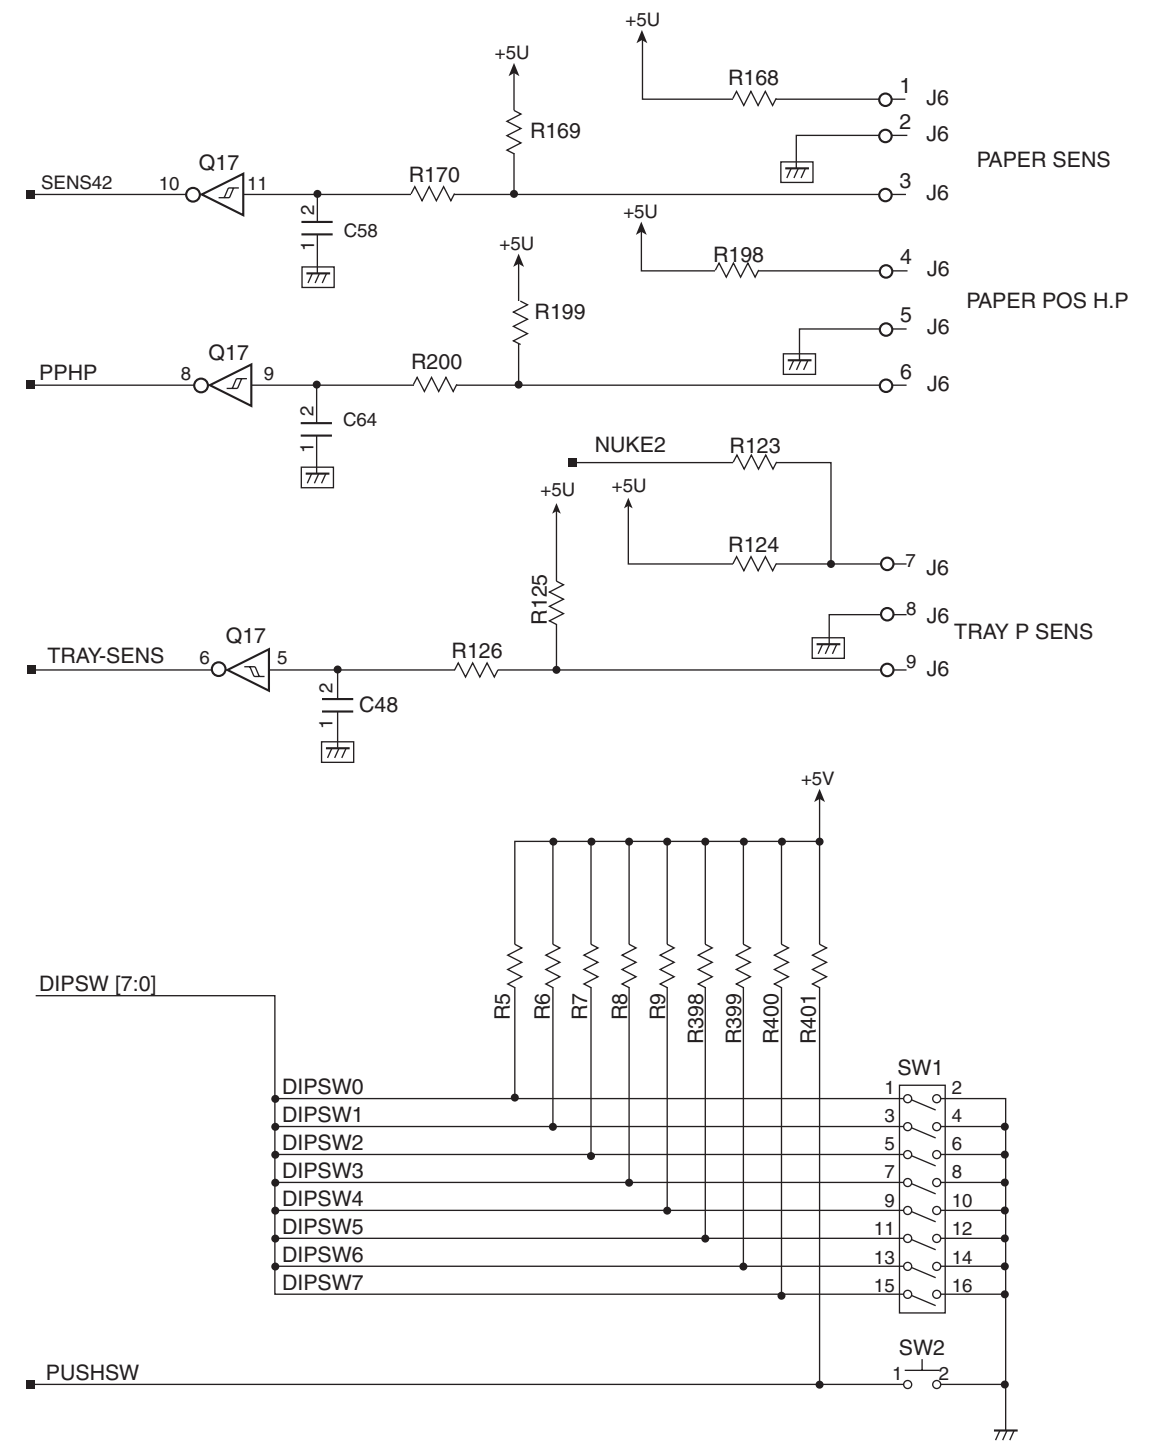 +5U
+5U
R168
1 J6
R169
2 J6
PAPER SENS
Q17
SENS42 10 11 R170 3 J6
2
1
C58
+5U
+5U
R198
4 J6
R199
PAPER POS H.P
5 J6
Q17
PPHP 8 9 R200 6 J6
2
1
C64
NUKE2 R123
+5U +5U
R124
7 J6
R125
8 J6
TRAY P SENS
Q17
TRAY-SENS 6 5 R126 9 J6
2
1
C48
+5V
DIPSW [7:0]
R5 R6 R7 R8 R9 R398 R399 R400 R401
SW1
DIPSW0 1 2
DIPSW1 3 4
DIPSW2 5 6
DIPSW3 7 8
DIPSW4 9 10
DIPSW5 11 12
DIPSW6 13 14
DIPSW7 15 16
SW2
PUSHSW 1 2